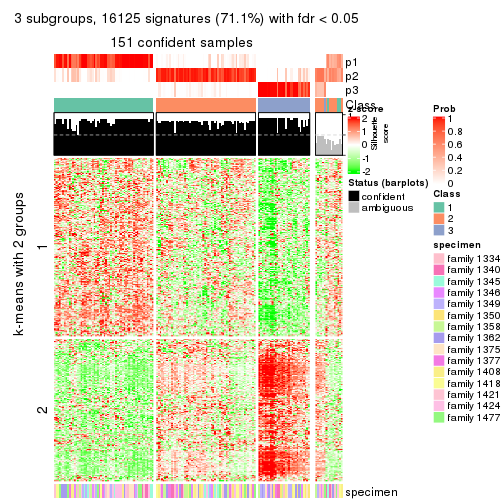 3 subgroups, 16125 signatures (71.1%) with fdr < 0.05
151 confident samples
p1
p2
p3
Class
k-means with 2 groups
1
2
specimen
z-score
2
1
0
-1
-2
1
Silhouette
score
Status (barplots)
confident
ambiguous
Prob
1
0.8
0.6
0.4
0.2
0
Class
1
2
3
specimen
family 1334
family 1340
family 1345
family 1346
family 1349
family 1350
family 1358
family 1362
family 1375
family 1377
family 1408
family 1418
family 1421
family 1424
family 1477